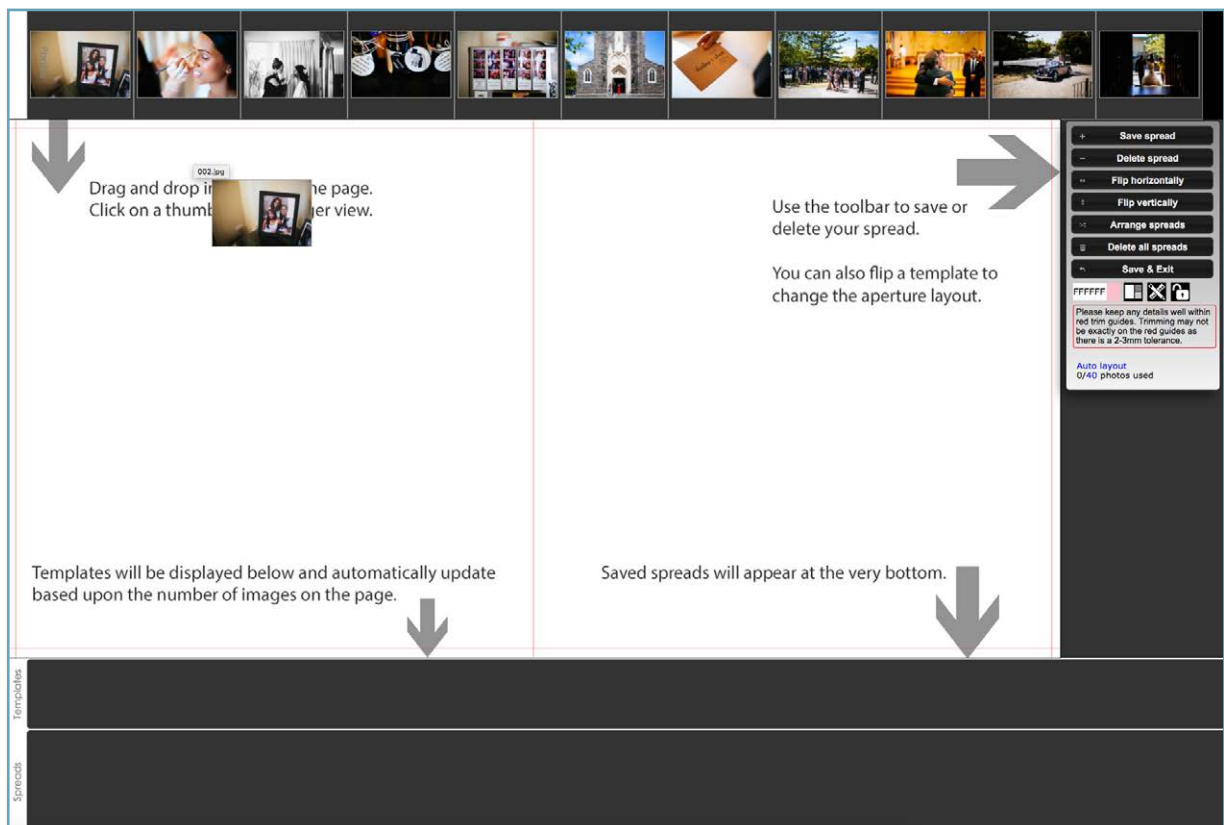 002.jpg
Drag and drop i he page.
Click on a thumb ger view.
Use the toolbar to save or
delete your spread.
You can also flip a template to
change the aperture layout.
+ Save spread
− Delete spread
Flip horizontally
Flip vertically
Arrange spreads
Delete all spreads
Save & Exit
FFFFFF
Please keep any details well within
red trim guides. Trimming may not
be exactly on the red guides as
there is a 2-3mm tolerance.
Auto layout
0/40 photos used
Templates will be displayed below and automatically update
based upon the number of images on the page.
Saved spreads will appear at the very bottom.
Templates
Spreads